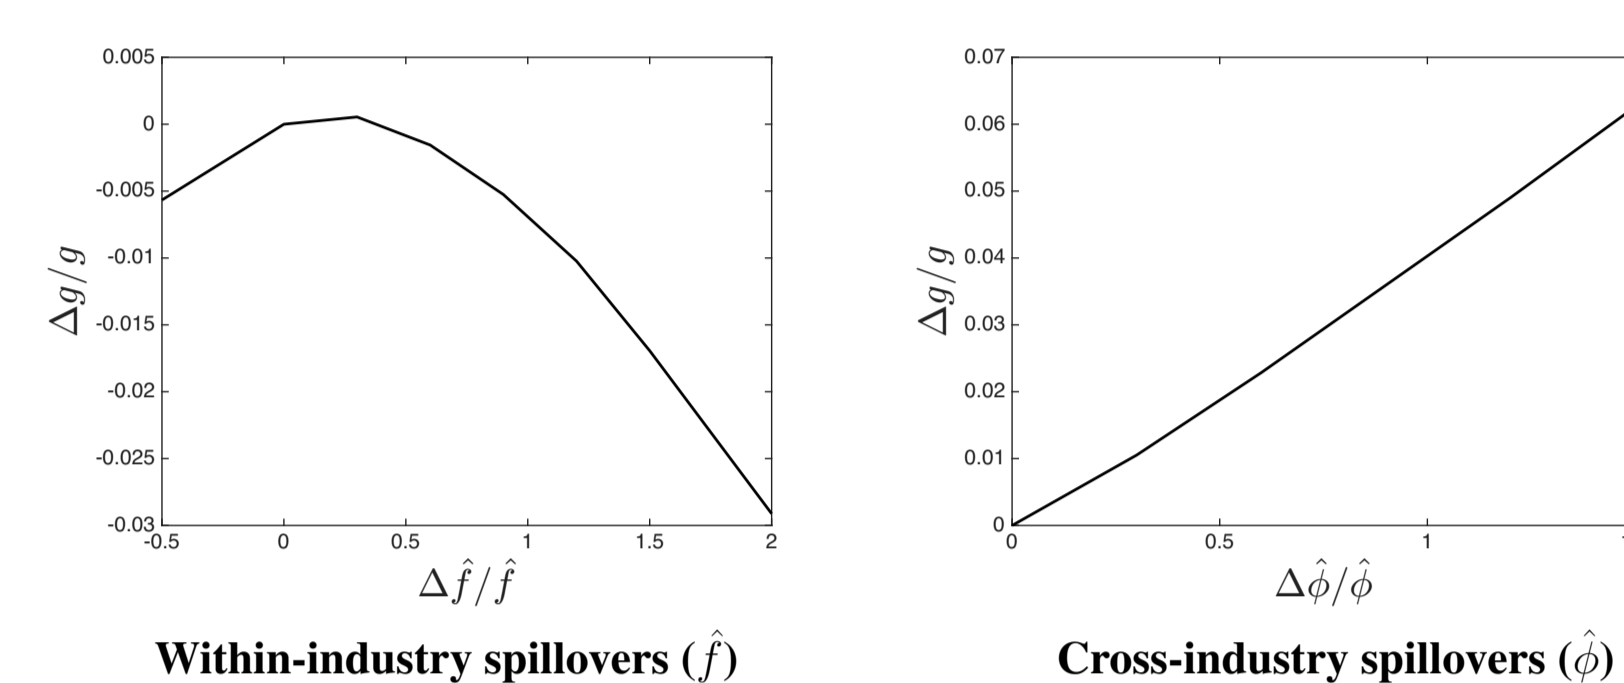 0.005
0
-0.005
-0.01
-0.015
-0.02
-0.025
-0.03
Δg/g
-0.5 0 0.5 1 1.5 2
Δf̂/f̂
Within-industry spillovers (f̂)
0.07
0.06
0.05
0.04
0.03
0.02
0.01
0
Δg/g
0 0.5 1
Δϕ̂/ϕ̂
Cross-industry spillovers (ϕ̂)